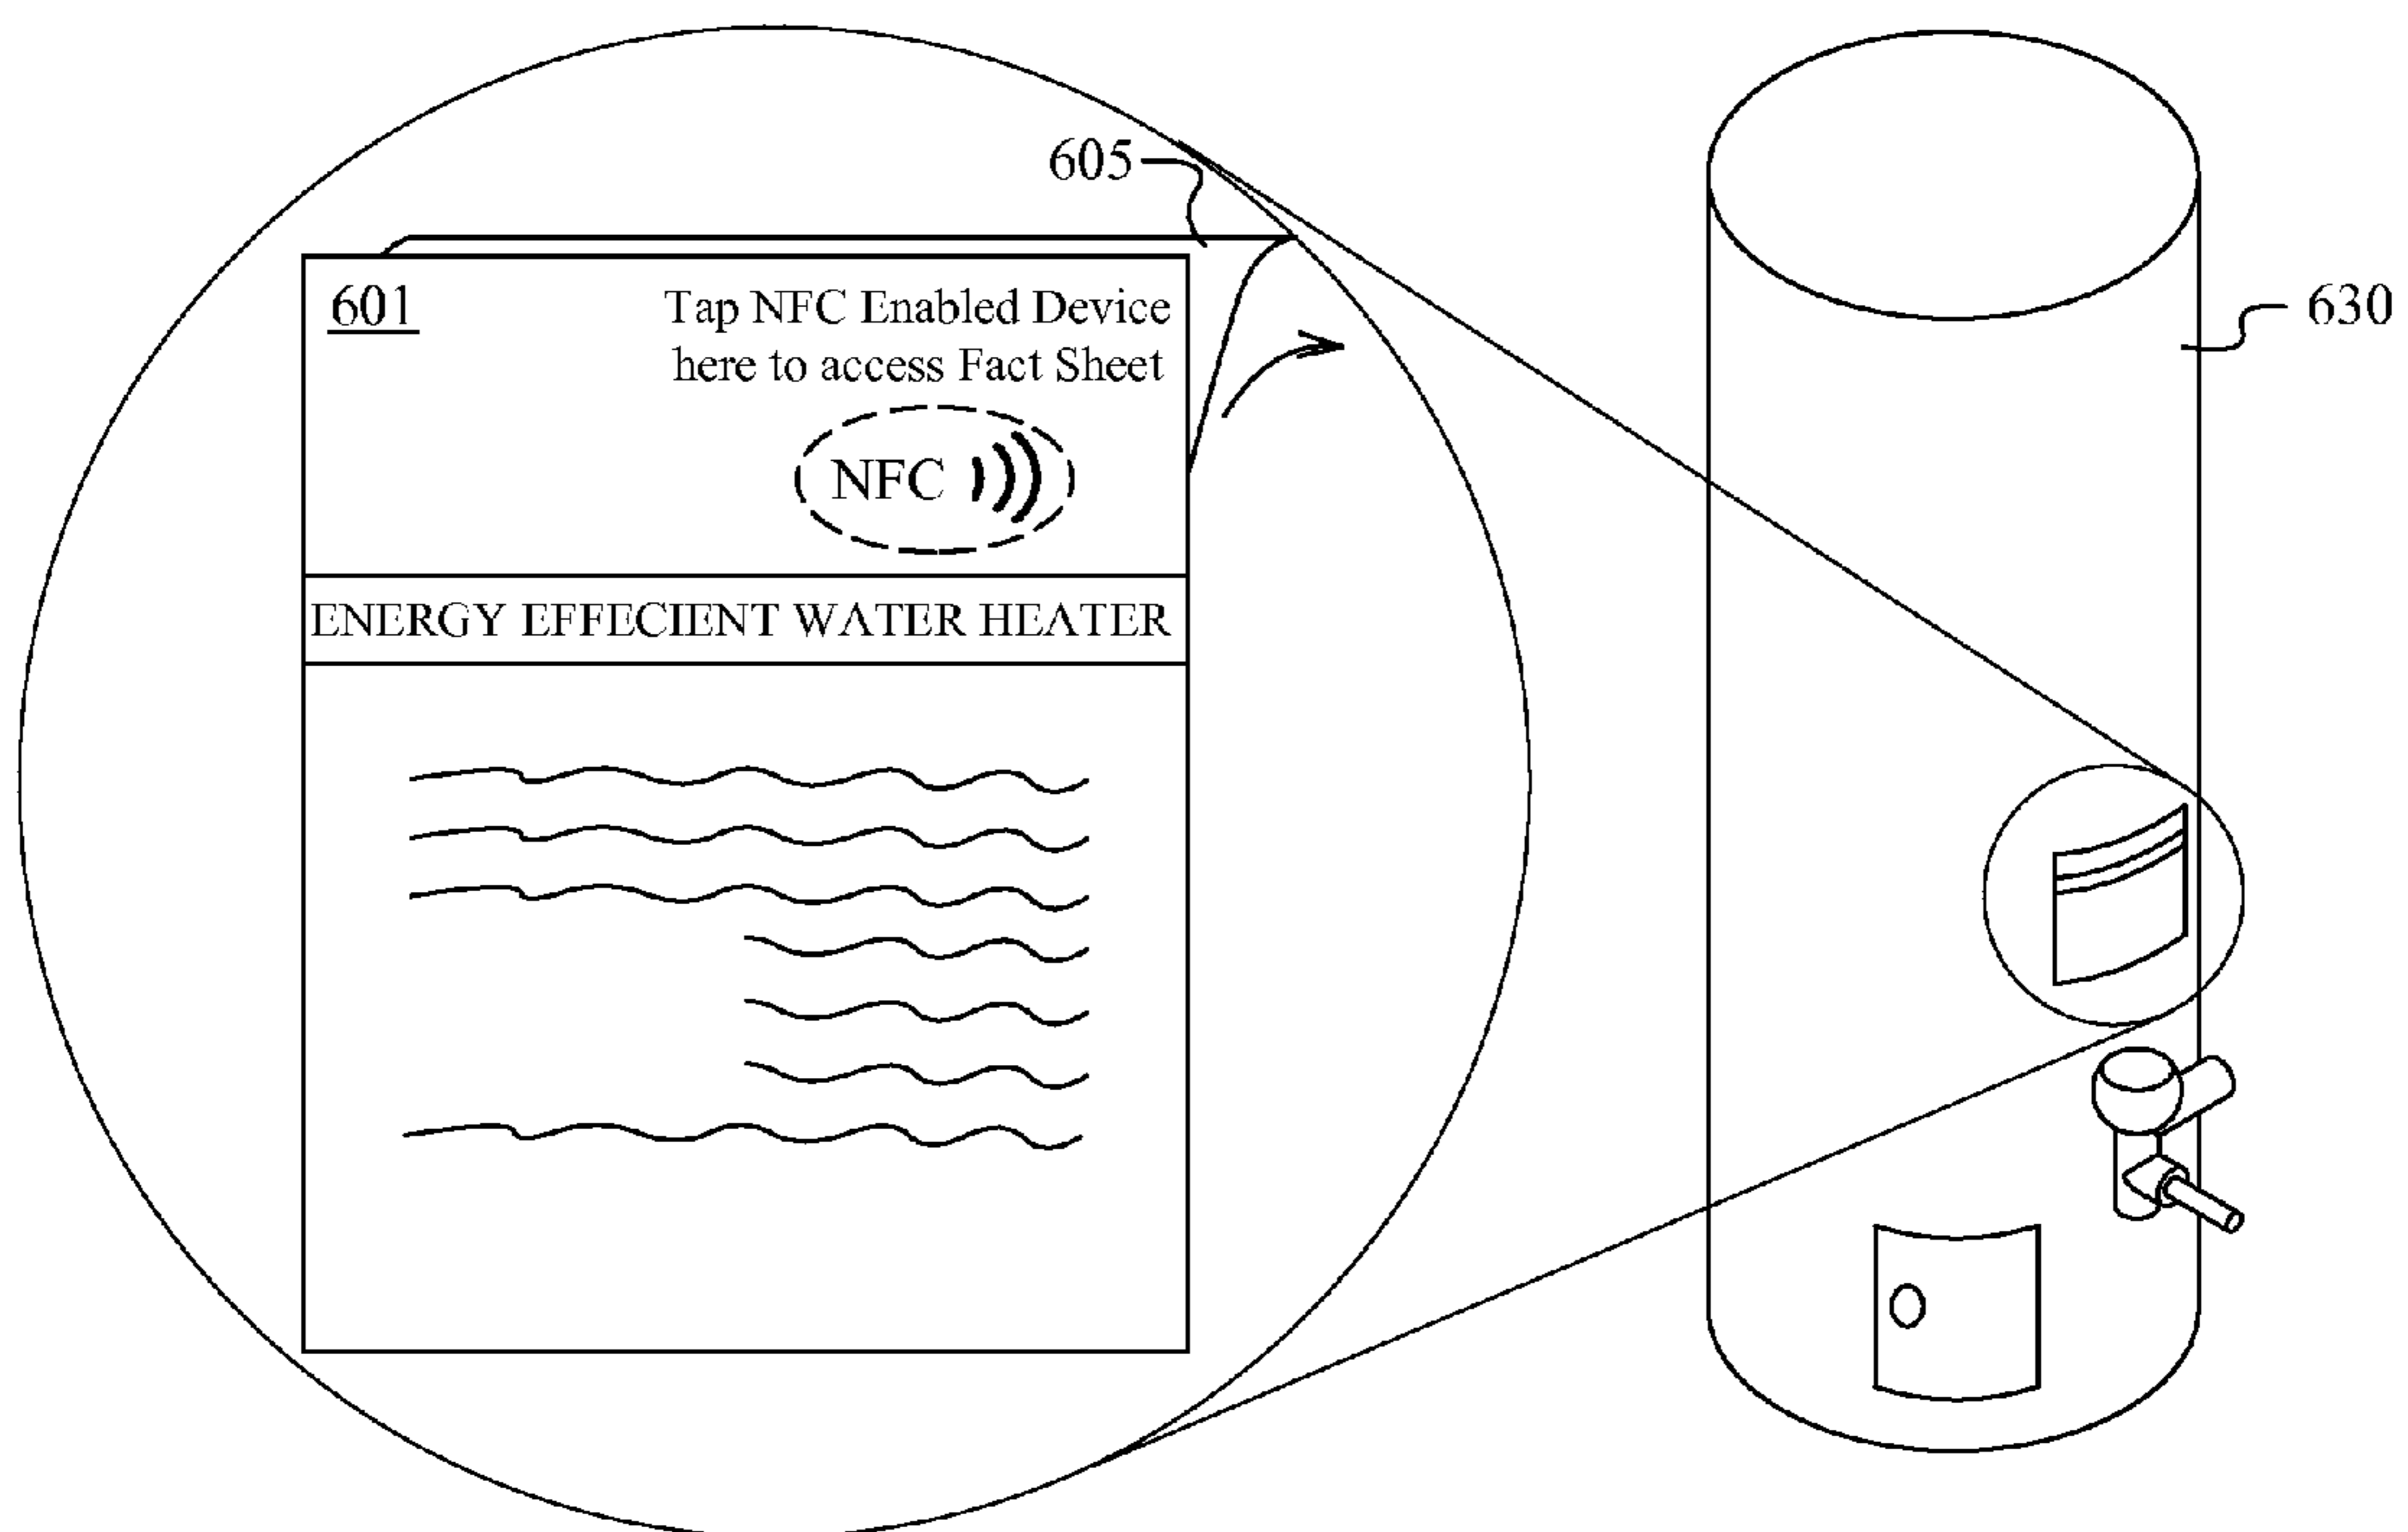 605
601
Tap NFC Enabled Device
here to access Fact Sheet
NFC
ENERGY EFFECIENT WATER HEATER
630